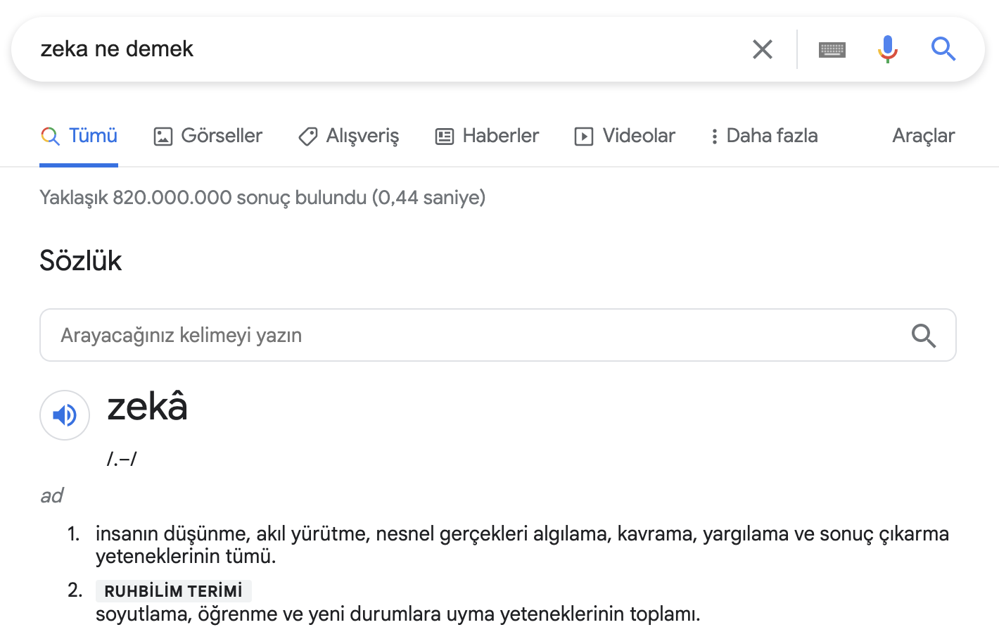 zeka ne demek
Tümü Görseller Alışveriş Haberler Videolar Daha fazla Araçlar
Yaklaşık 820.000.000 sonuç bulundu (0,44 saniye)
Sözlük
Arayacağınız kelimeyi yazın
zekâ
/.–/
ad
1. insanın düşünme, akıl yürütme, nesnel gerçekleri algılama, kavrama, yargılama ve sonuç çıkarma
yeteneklerinin tümü.
2. RUHBİLİM TERİMİ
soyutlama, öğrenme ve yeni durumlara uyma yeteneklerinin toplamı.